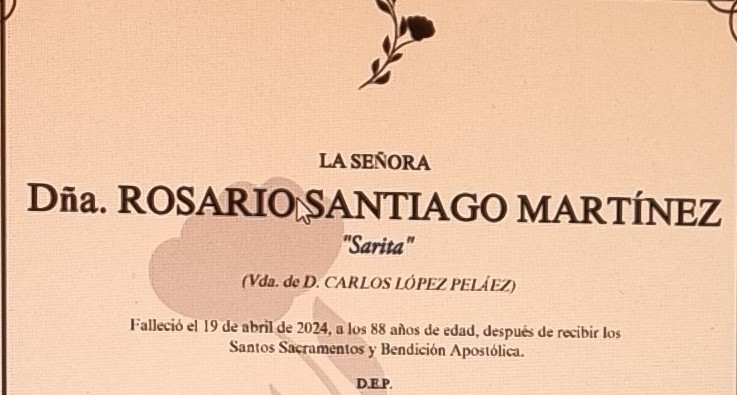 LA SEÑORA
Dña. ROSARIO SANTIAGO MARTÍNEZ
"Sarita"
(Vda. de D. CARLOS LÓPEZ PELÁEZ)
Falleció el 19 de abril de 2024, a los 88 años de edad, después de recibir los
Santos Sacramentos y Bendición Apostólica.
D.E.P.